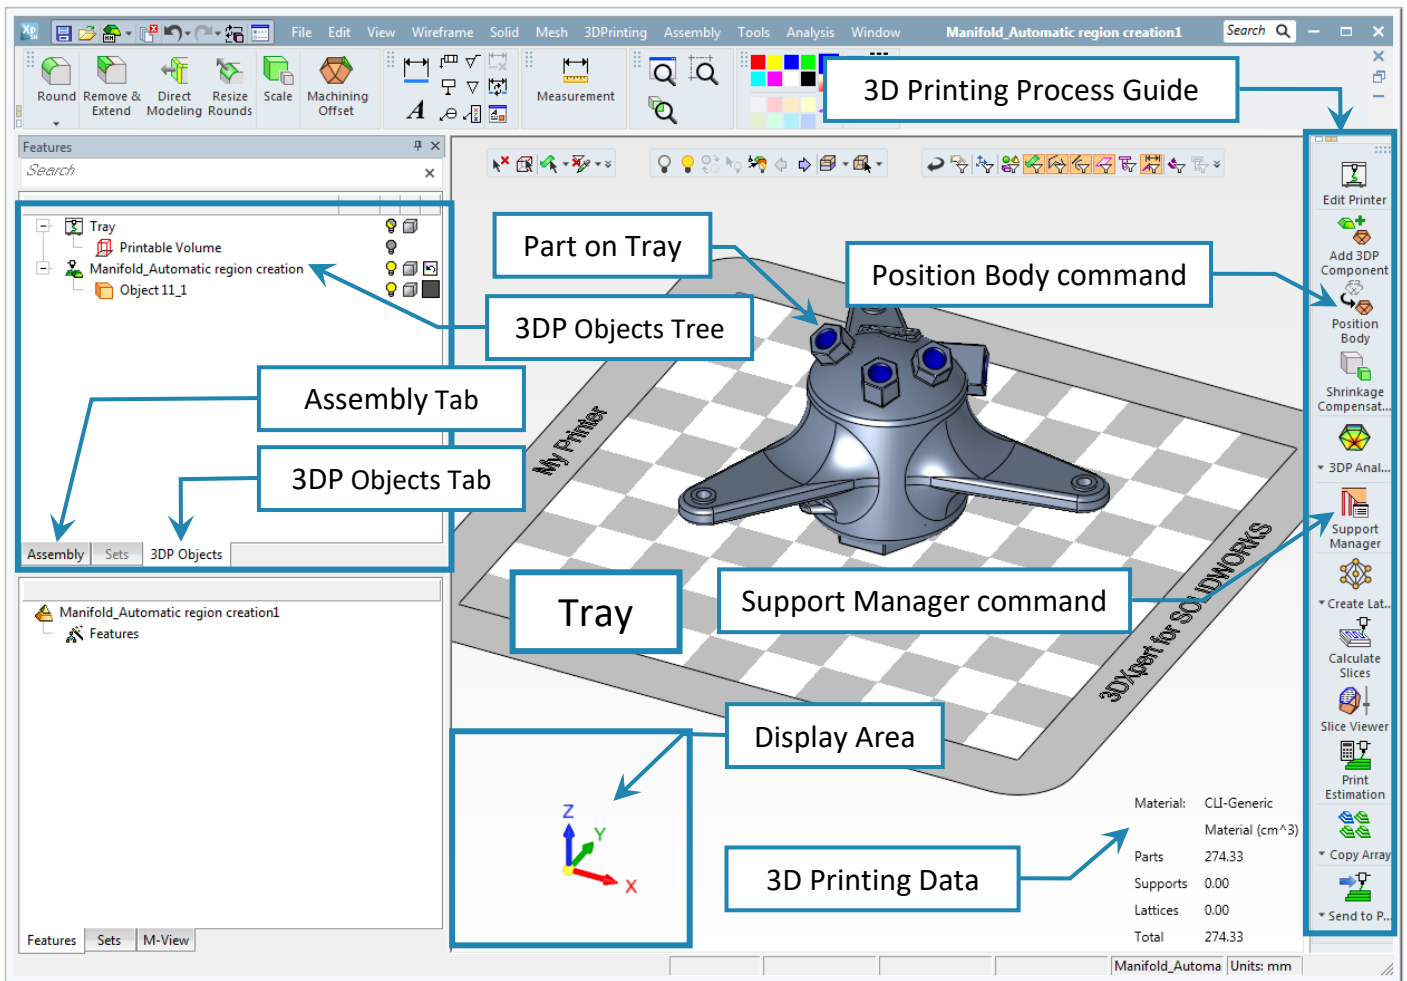 Xp
SH
File Edit View Wireframe Solid Mesh 3DPrinting Assembly Tools Analysis Window
Manifold_Automatic region creation1
Search
Round
Remove &
Extend
Direct
Modeling
Resize
Rounds
Scale
Machining
Offset
A
Measurement
3D Printing Process Guide
Features
Search
Tray
Printable Volume
Manifold_Automatic region creation
Object 11_1
Part on Tray
Position Body command
3DP Objects Tree
Assembly Tab
3DP Objects Tab
Assembly Sets 3DP Objects
My Printer
Tray
Support Manager command
3DXpert for SOLIDWORKS
Manifold_Automatic region creation1
Features
Display Area
Z
Y
X
3D Printing Data
Material: CLI-Generic
Material (cm^3)
Parts 274.33
Supports 0.00
Lattices 0.00
Total 274.33
Edit Printer
Add 3DP
Component
Position
Body
Shrinkage
Compensat...
3DP Anal...
Support
Manager
Create Lat..
Calculate
Slices
Slice Viewer
Print
Estimation
Copy Array
Send to P...
Features Sets M-View
Manifold_Automa Units: mm